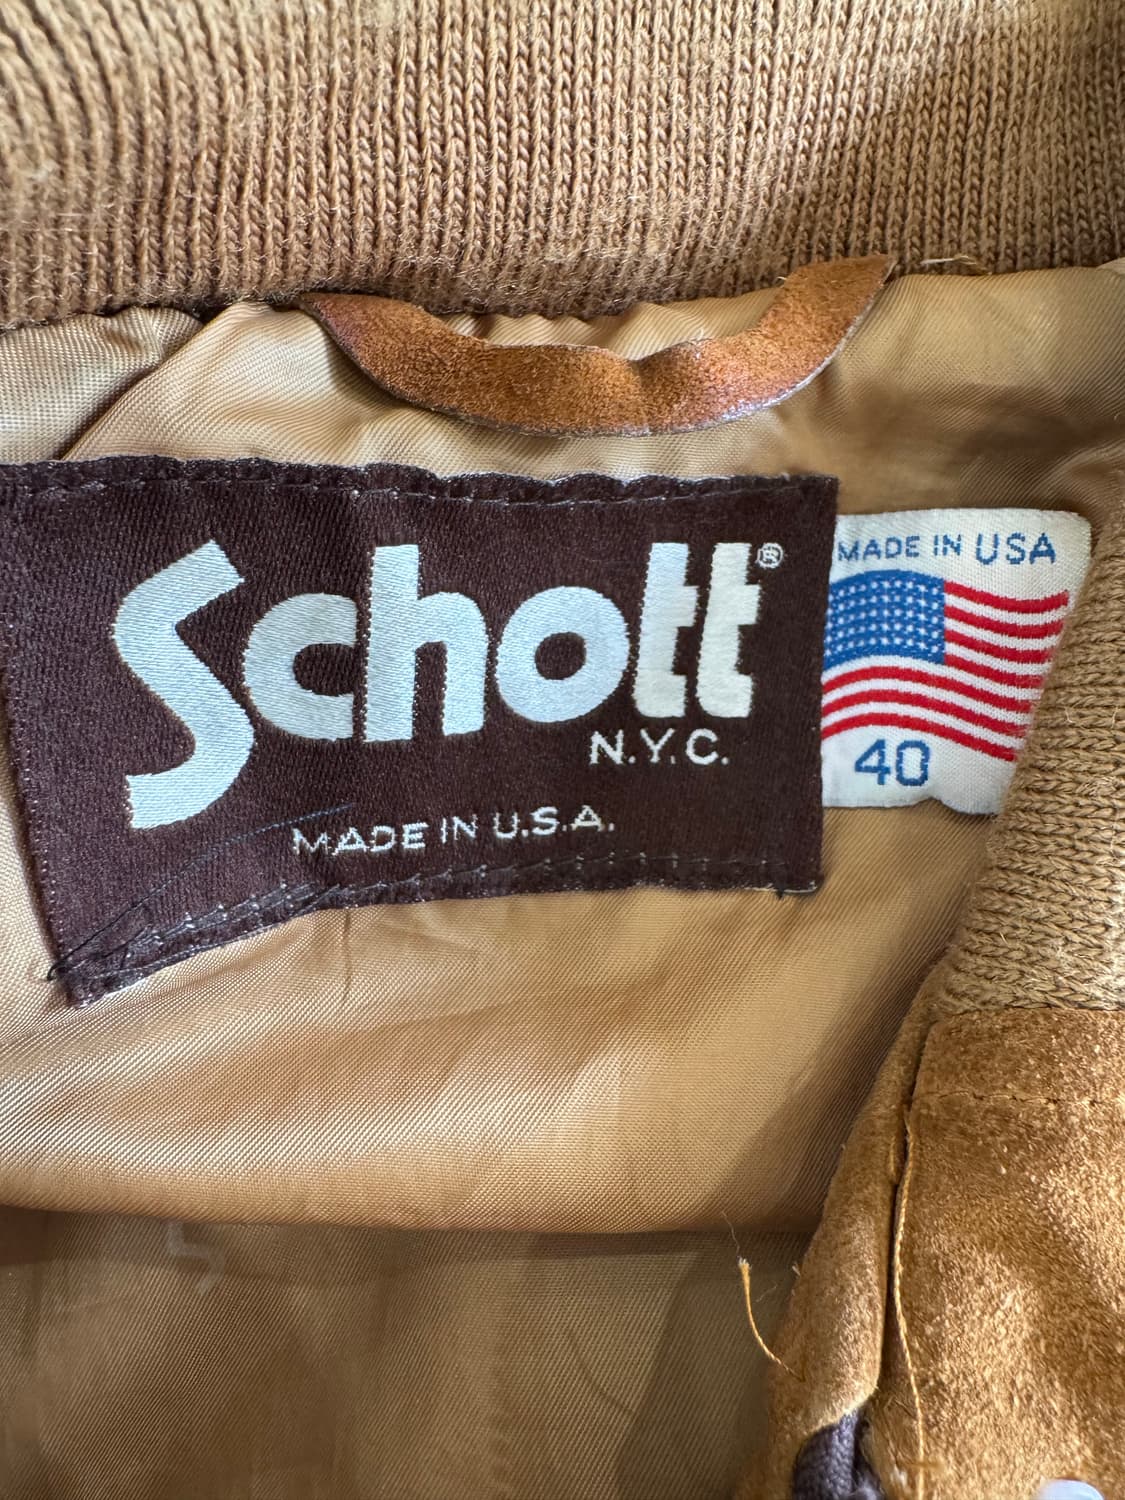 Schott®
N.Y.C.
MADE IN U.S.A.
MADE IN USA
40